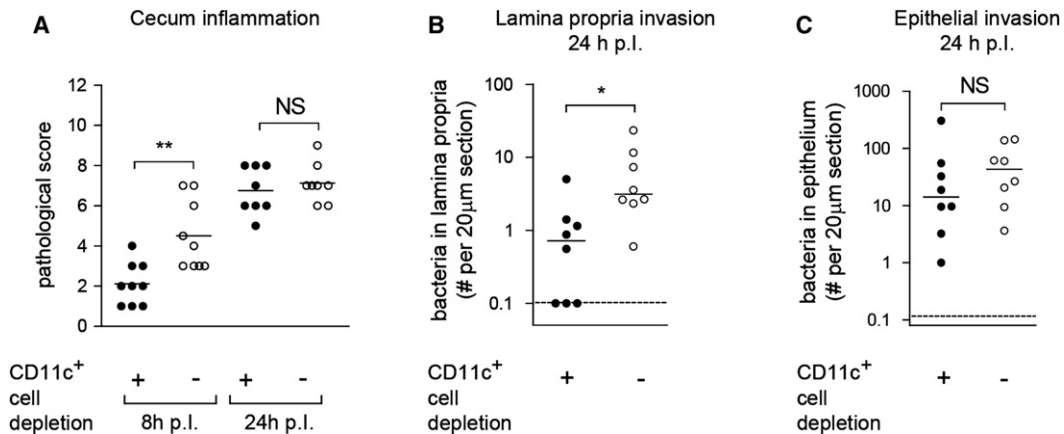 A
Cecum inflammation
pathological score
12
10
8
6
4
2
0
**
NS
CD11c+
cell
depletion
+
-
+
-
8h p.I.
24h p.I.
B
Lamina propria invasion
24 h p.I.
bacteria in lamina propria
(# per 20μm section)
100
10
1
0.1
*
CD11c+
cell
depletion
+
-
C
Epithelial invasion
24 h p.I.
bacteria in epithelium
(# per 20μm section)
1000
100
10
1
0.1
NS
CD11c+
cell
depletion
+
-